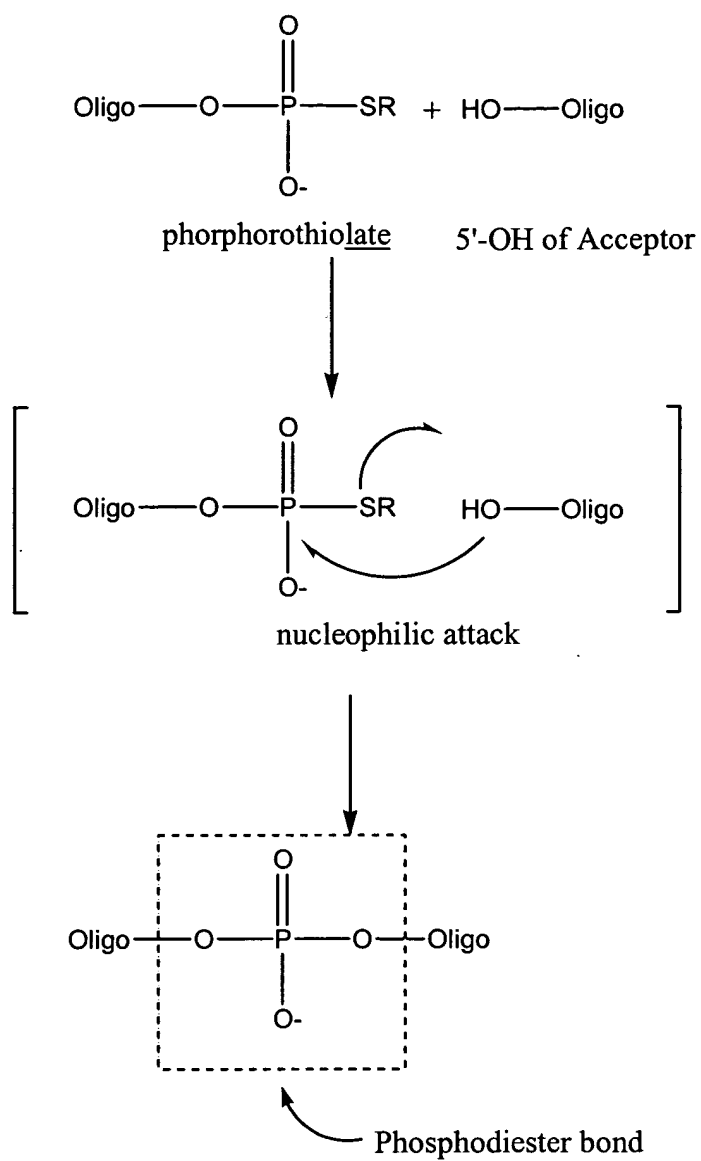 O
Oligo—O—P—SR + HO—Oligo
O-
phorphorothiolate 5'-OH of Acceptor
O
Oligo—O—P—SR HO—Oligo
O-
nucleophilic attack
O
Oligo—O—P—O—Oligo
O-
Phosphodiester bond